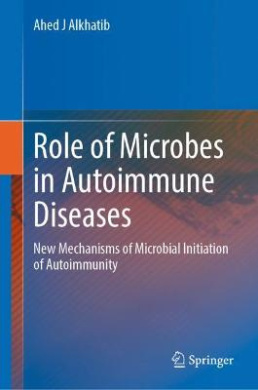 Ahed J Alkhatib
Role of Microbes
in Autoimmune
Diseases
New Mechanisms of Microbial Initiation
of Autoimmunity
Springer